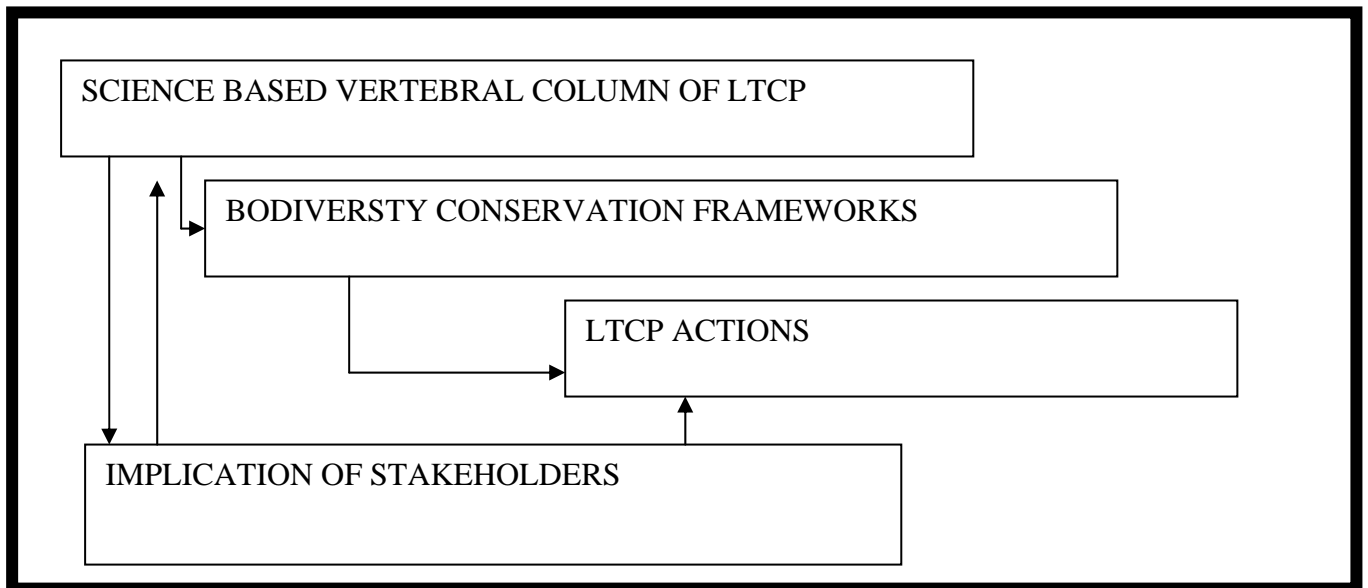 SCIENCE BASED VERTEBRAL COLUMN OF LTCP
BODIVERSTY CONSERVATION FRAMEWORKS
LTCP ACTIONS
IMPLICATION OF STAKEHOLDERS